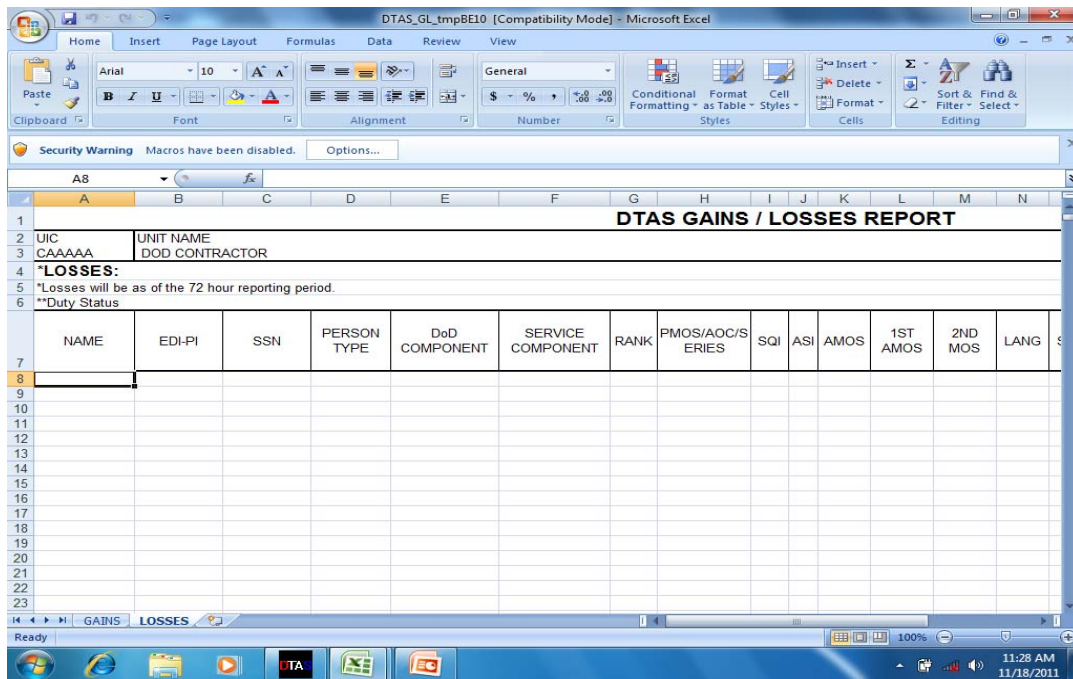 DTAS_GL_tmpBE10 [Compatibility Mode] - Microsoft Excel
Home Insert Page Layout Formulas Data Review View
Paste
Arial 10
B I U
General
$ % ,
Conditional Formatting
Format as Table
Cell Styles
Insert
Delete
Format
Σ
Sort & Filter
Find & Select
Clipboard Font Alignment Number Styles Cells Editing
Security Warning Macros have been disabled. Options...
A8 fx
A B C D E F G H I J K L M N
1 DTAS GAINS / LOSSES REPORT
2 UIC UNIT NAME
3 CAAAAA DOD CONTRACTOR
4 *LOSSES:
5 *Losses will be as of the 72 hour reporting period.
6 **Duty Status
7 NAME EDI-PI SSN PERSON TYPE DoD COMPONENT SERVICE COMPONENT RANK PMOS/AOC/SERIES SQI ASI AMOS 1ST AMOS 2ND MOS LANG
8
9
10
11
12
13
14
15
16
17
18
19
20
21
22
23
GAINS LOSSES
Ready 100%
DTAS
11:28 AM
11/18/2011